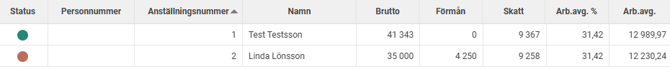 Status Personnummer Anställningsnummer Namn Brutto Förmån Skatt Arb.avg. % Arb.avg.
1 Test Testsson 41 343 0 9 367 31,42 12 989,97
2 Linda Lönsson 35 000 4 250 9 258 31,42 12 230,24